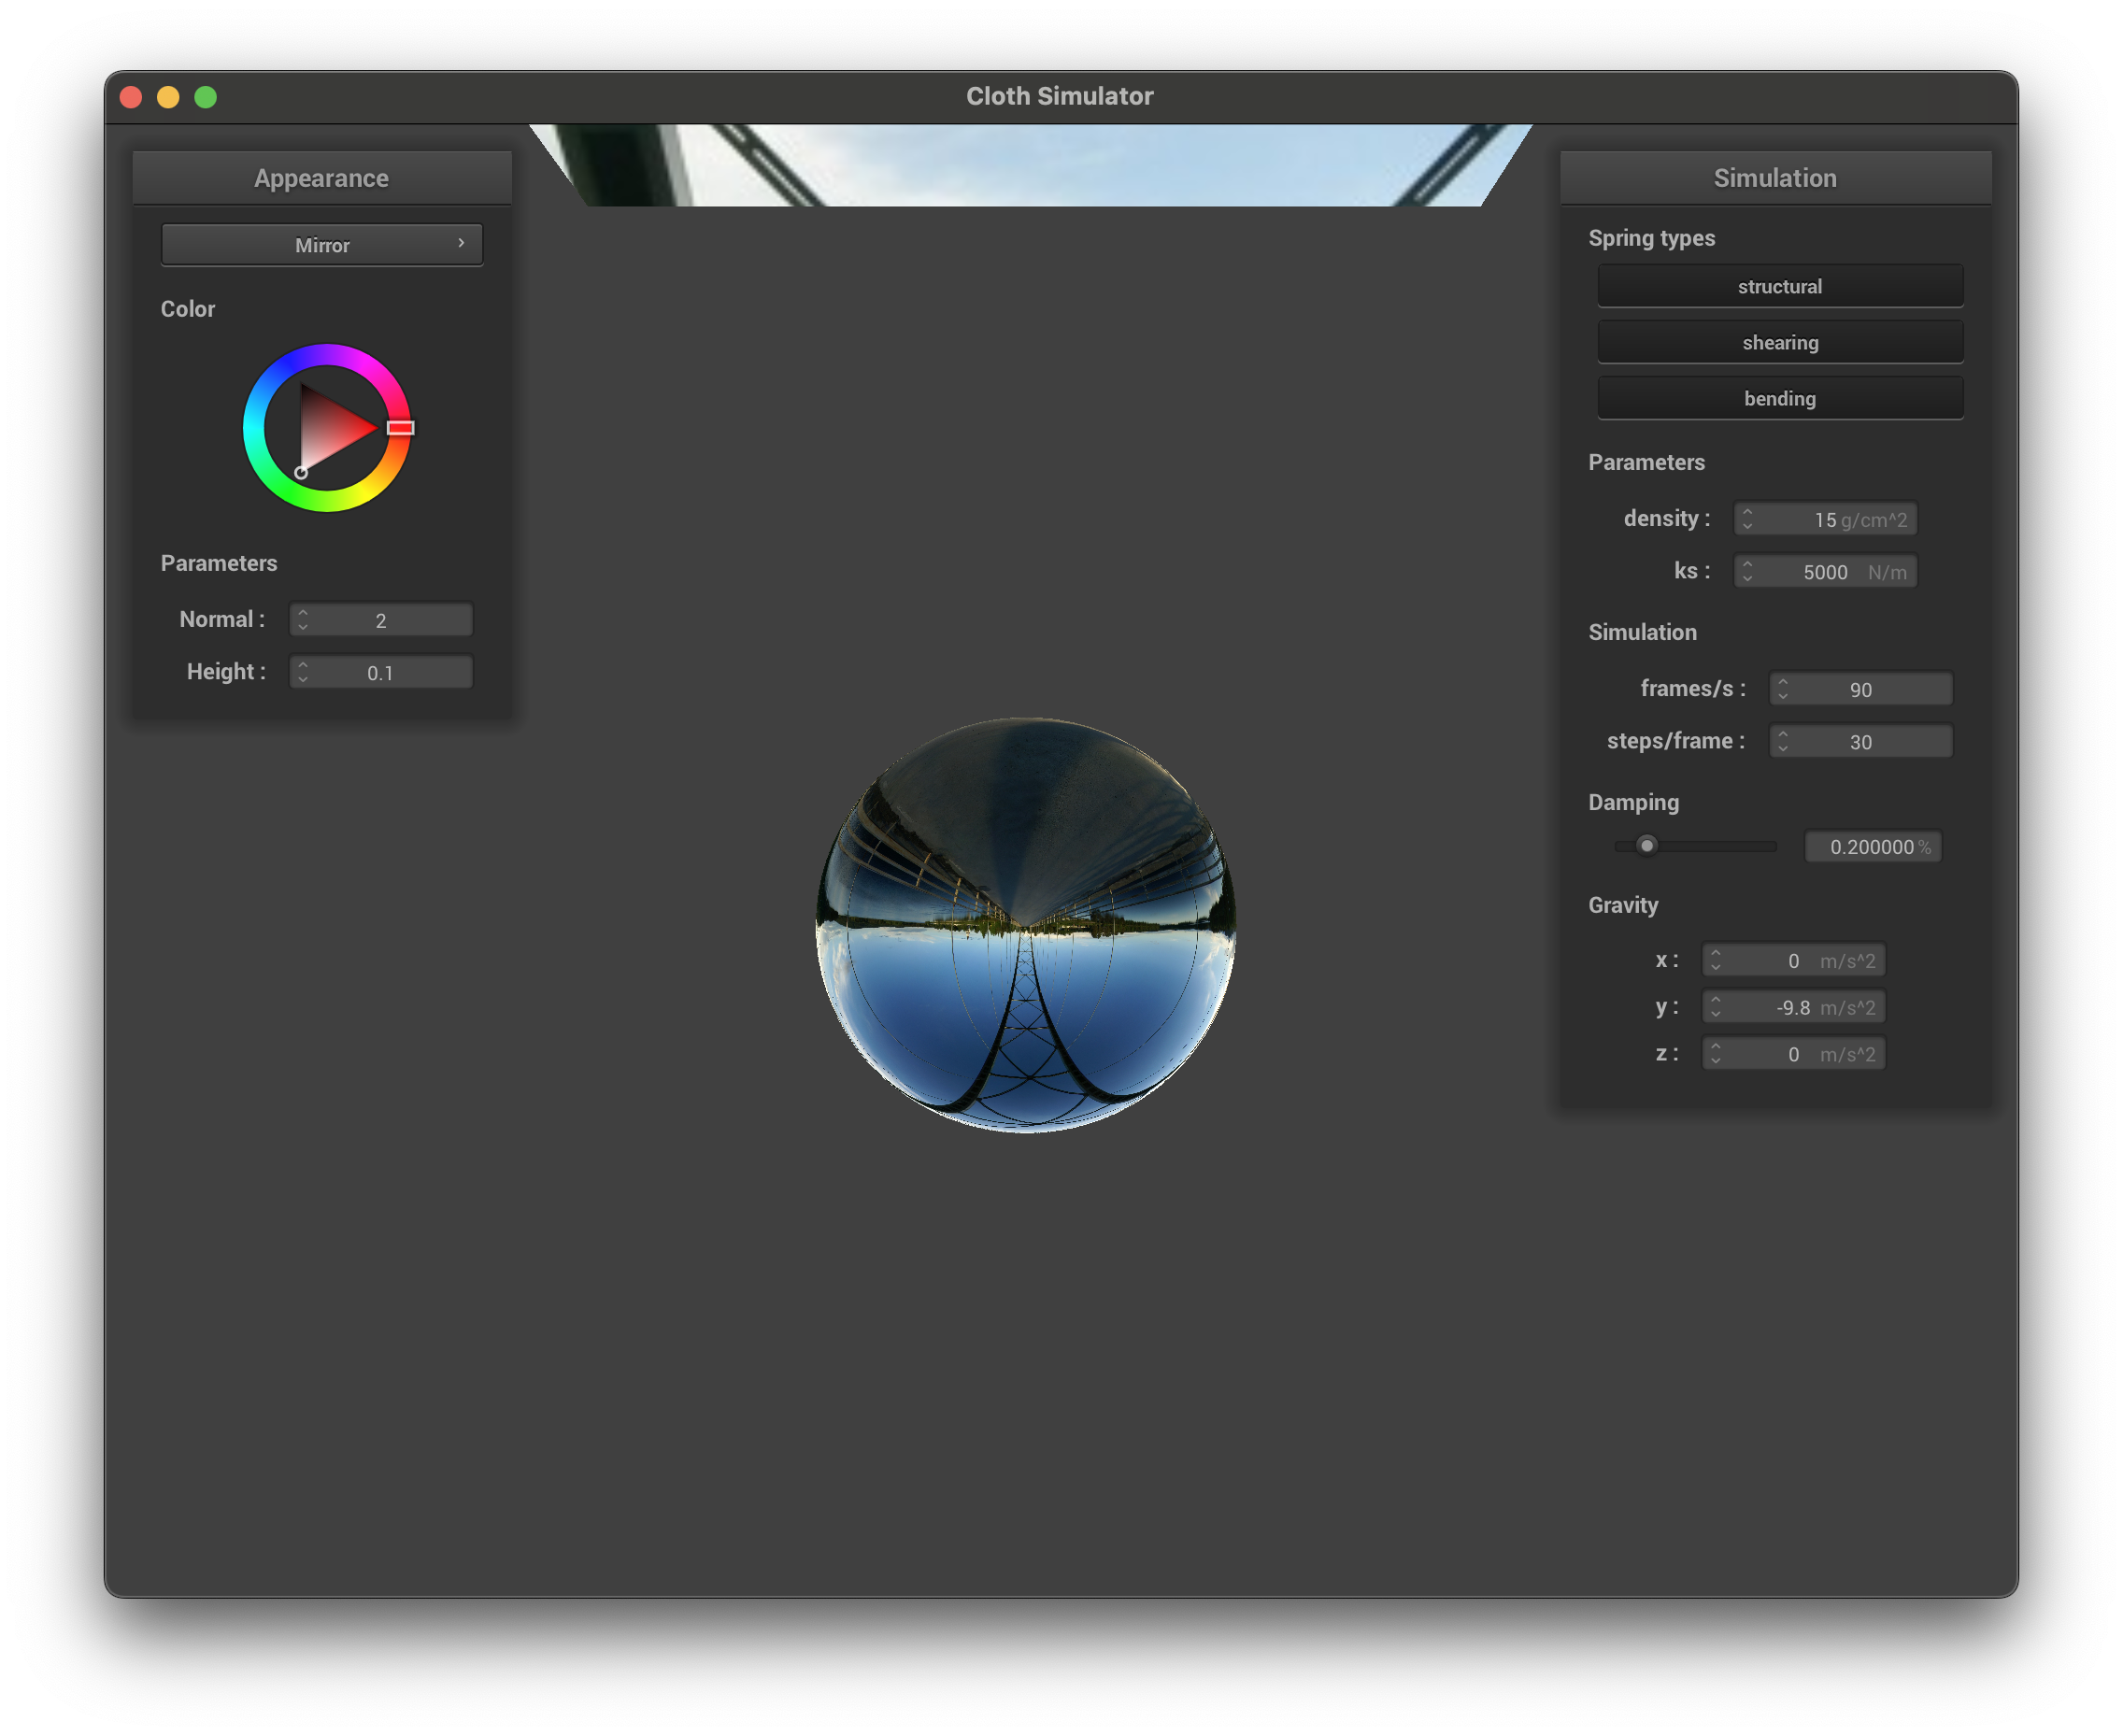 Cloth Simulator
Appearance
Mirror
Color
Parameters
Normal : 2
Height : 0.1
Simulation
Spring types
structural
shearing
bending
Parameters
density : 15 g/cm^2
ks : 5000 N/m
Simulation
frames/s : 90
steps/frame : 30
Damping
0.200000 %
Gravity
x : 0 m/s^2
y : -9.8 m/s^2
z : 0 m/s^2